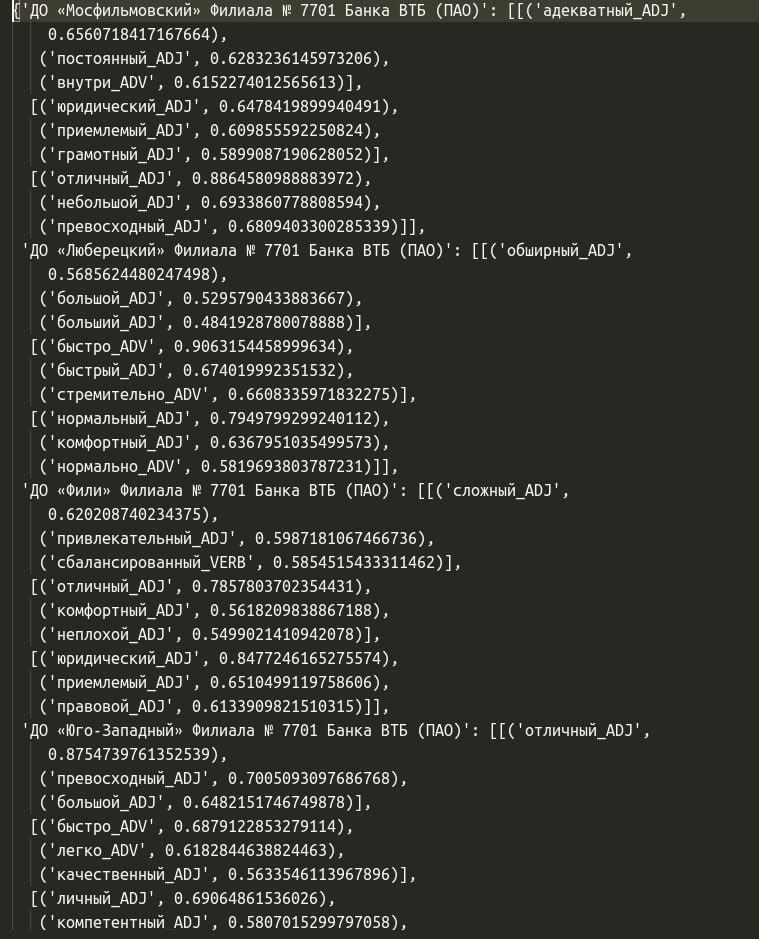 {'ДО «Мосфильмовский» Филиала № 7701 Банка ВТБ (ПАО)': [[('адекватный_ADJ',
0.6560718417167664),
('постоянный_ADJ', 0.6283236145973206),
('внутри_ADV', 0.6152274012565613)],
[('юридический_ADJ', 0.6478419899940491),
('приемлемый_ADJ', 0.609855592250824),
('грамотный_ADJ', 0.5899087190628052)],
[('отличный_ADJ', 0.8864580988883972),
('небольшой_ADJ', 0.6933860778808594),
('превосходный_ADJ', 0.6809403300285339)]],
'ДО «Люберецкий» Филиала № 7701 Банка ВТБ (ПАО)': [[('обширный_ADJ',
0.5685624480247498),
('большой_ADJ', 0.5295790433883667),
('больший_ADJ', 0.4841928780078888)],
[('быстро_ADV', 0.9063154458999634),
('быстрый_ADJ', 0.674019992351532),
('стремительно_ADV', 0.6608335971832275)],
[('нормальный_ADJ', 0.7949799299240112),
('комфортный_ADJ', 0.6367951035499573),
('нормально_ADV', 0.5819693803787231)]],
'ДО «Фили» Филиала № 7701 Банка ВТБ (ПАО)': [[('сложный_ADJ',
0.620208740234375),
('привлекательный_ADJ', 0.5987181067466736),
('сбалансированный_VERB', 0.5854515433311462)],
[('отличный_ADJ', 0.7857803702354431),
('комфортный_ADJ', 0.5618209838867188),
('неплохой_ADJ', 0.5499021410942078)],
[('юридический_ADJ', 0.8477246165275574),
('приемлемый_ADJ', 0.6510499119758606),
('правовой_ADJ', 0.6133909821510315)]],
'ДО «Юго-Западный» Филиала № 7701 Банка ВТБ (ПАО)': [[('отличный_ADJ',
0.8754739761352539),
('превосходный_ADJ', 0.7005093097686768),
('большой_ADJ', 0.6482151746749878)],
[('быстро_ADV', 0.6879122853279114),
('легко_ADV', 0.6182844638824463),
('качественный_ADJ', 0.5633546113967896)],
[('личный_ADJ', 0.69064861536026),
('компетентный_ADJ', 0.5807015299797058),